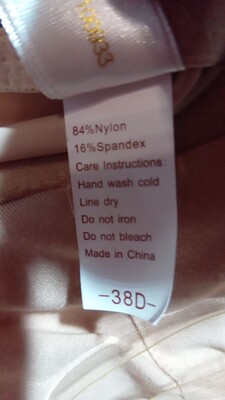 84%Nylon
16%Spandex
Care Instructions
Hand wash cold
Line dry
Do not iron
Do not bleach
Made in China
-38D-